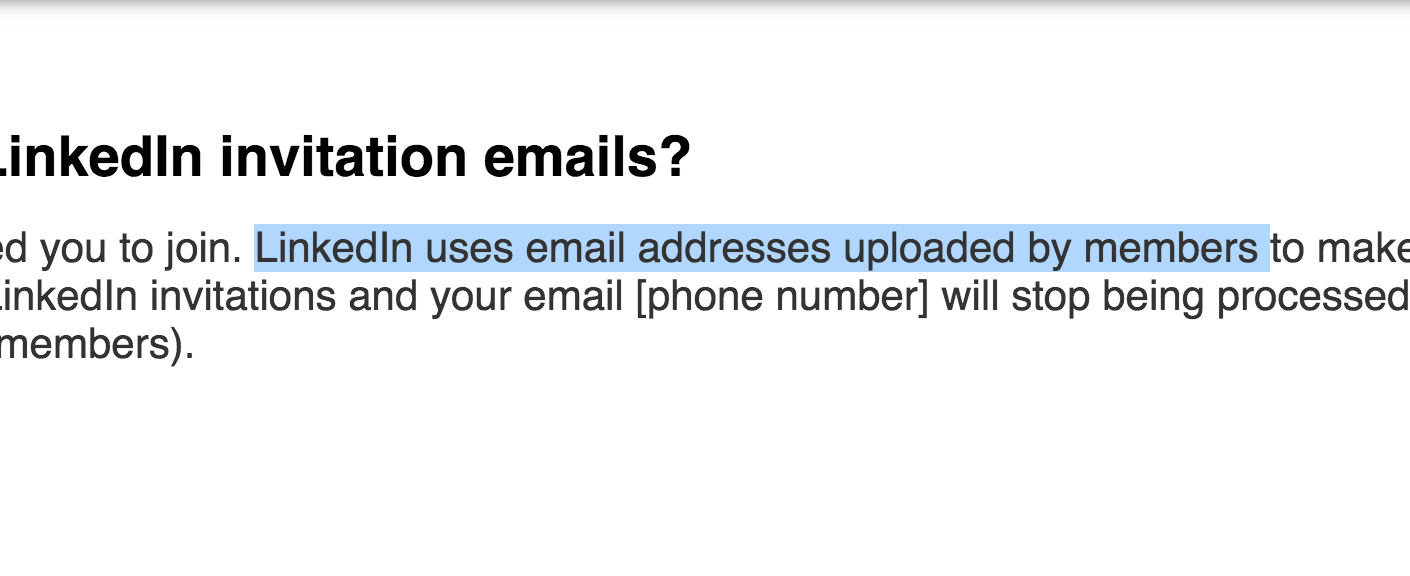 LinkedIn invitation emails?
ed you to join. LinkedIn uses email addresses uploaded by members to make
LinkedIn invitations and your email [phone number] will stop being processed
members).